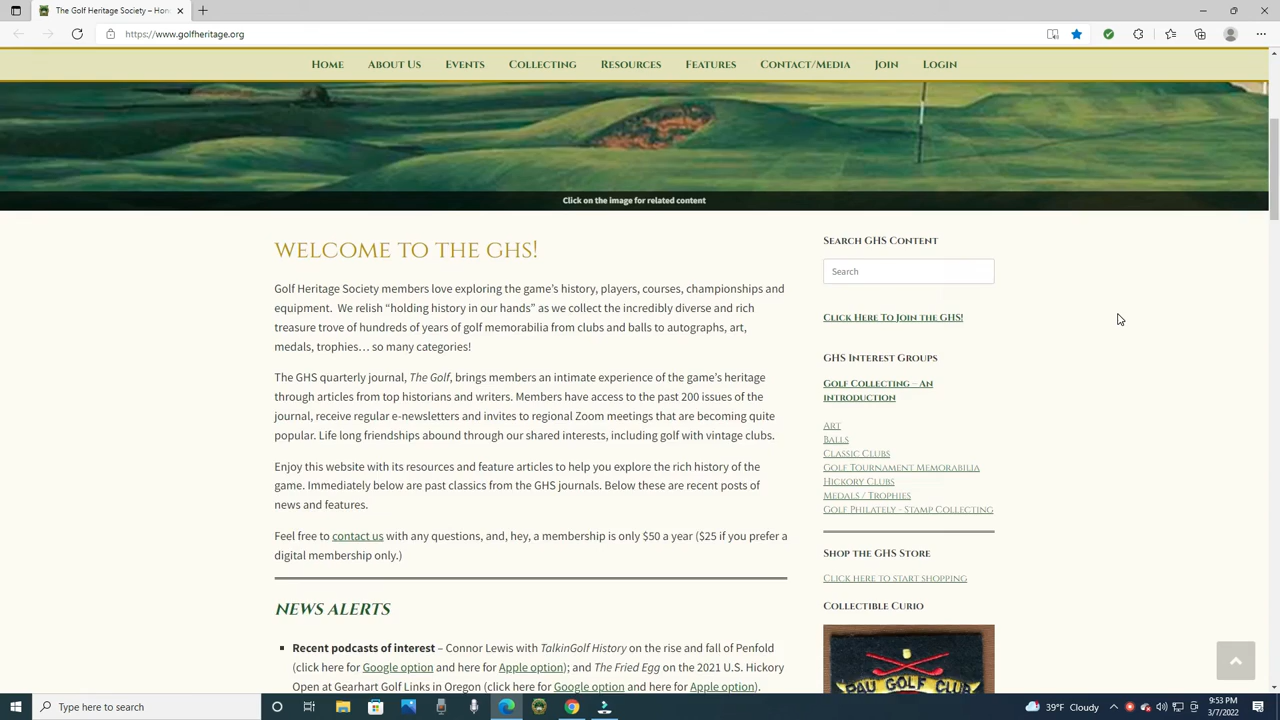 The Golf Heritage Society – Hono
https://www.golfheritage.org
Home About Us Events Collecting Resources Features Contact/Media Join Login
Click on the image for related content
Welcome to the GHS!
Golf Heritage Society members love exploring the game's history, players, courses, championships and
equipment. We relish "holding history in our hands" as we collect the incredibly diverse and rich
treasure trove of hundreds of years of golf memorabilia from clubs and balls to autographs, art,
medals, trophies… so many categories!
The GHS quarterly journal, The Golf, brings members an intimate experience of the game's heritage
through articles from top historians and writers. Members have access to the past 200 issues of the
journal, receive regular e-newsletters and invites to regional Zoom meetings that are becoming quite
popular. Life long friendships abound through our shared interests, including golf with vintage clubs.
Enjoy this website with its resources and feature articles to help you explore the rich history of the
game. Immediately below are past classics from the GHS journals. Below these are recent posts of
news and features.
Feel free to contact us with any questions, and, hey, a membership is only $50 a year ($25 if you prefer a
digital membership only.)
NEWS ALERTS
Recent podcasts of interest – Connor Lewis with TalkinGolf History on the rise and fall of Penfold
(click here for Google option and here for Apple option); and The Fried Egg on the 2021 U.S. Hickory
Open at Gearhart Golf Links in Oregon (click here for Google option and here for Apple option).
Search GHS Content
Search
Click Here To Join the GHS!
GHS Interest Groups
Golf Collecting – An
introduction
Art
Balls
Classic Clubs
Golf Tournament Memorabilia
Hickory Clubs
Medals / Trophies
Golf Philately - Stamp Collecting
Shop the GHS Store
Click here to start shopping
Collectible Curio
PAU GOLF CLUB
Type here to search
39°F Cloudy
9:53 PM
3/7/2022